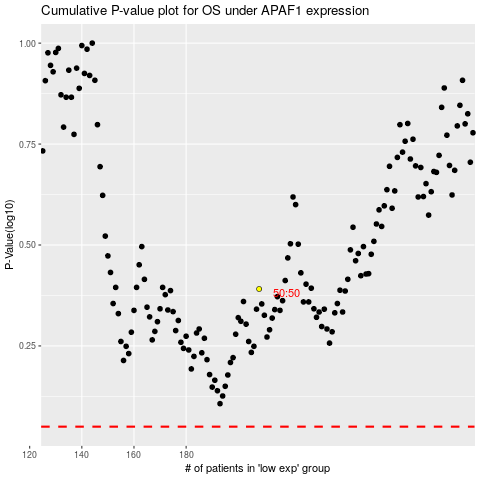 Cumulative P-value plot for OS under APAF1 expression
1.00
0.75
0.50
0.25
P-Value(log10)
50:50
120 140 160 180
# of patients in 'low exp' group